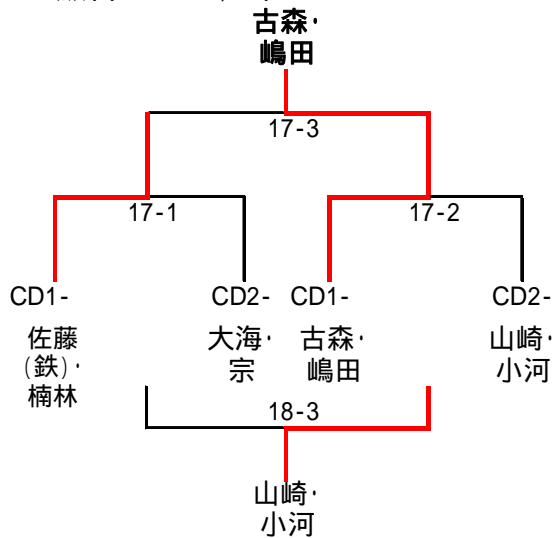 古森・
嶋田
17-3
17-1
17-2
CD1-
CD2-
CD1-
CD2-
佐藤
(鉄)・
楠林
大海・
宗
古森・
嶋田
山崎・
小河
18-3
山崎・
小河